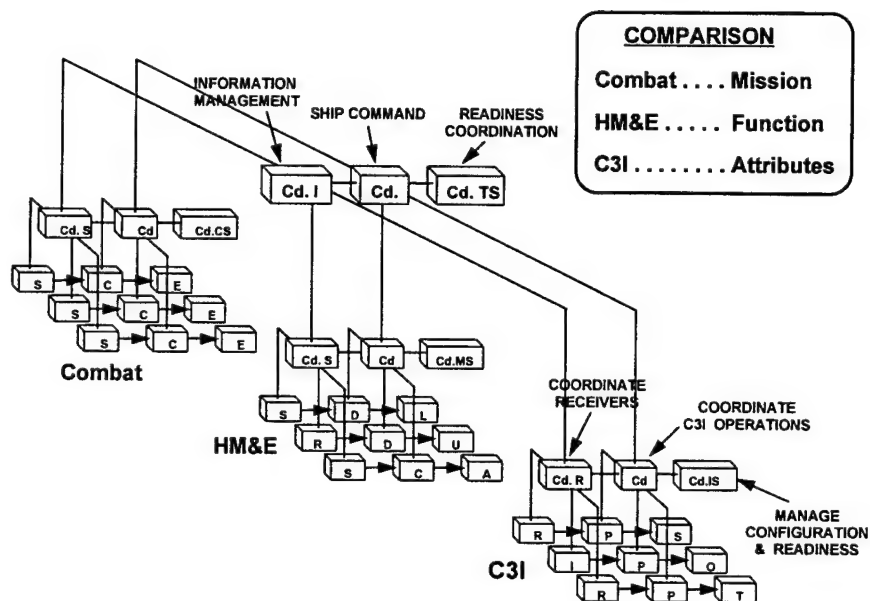 COMPARISON
Combat . . . . Mission
HM&E . . . . . Function
C3I . . . . . . . . Attributes
INFORMATION
MANAGEMENT
SHIP COMMAND
READINESS
COORDINATION
Cd. I
Cd.
Cd. TS
Cd. S
Cd
Cd.CS
S
C
E
S
C
E
S
C
E
Combat
Cd. S
Cd
Cd.MS
S
D
L
R
D
U
S
C
A
HM&E
COORDINATE
RECEIVERS
COORDINATE
C3I OPERATIONS
Cd. R
Cd
Cd.IS
MANAGE
CONFIGURATION
& READINESS
R
P
S
I
P
O
R
P
T
C3I